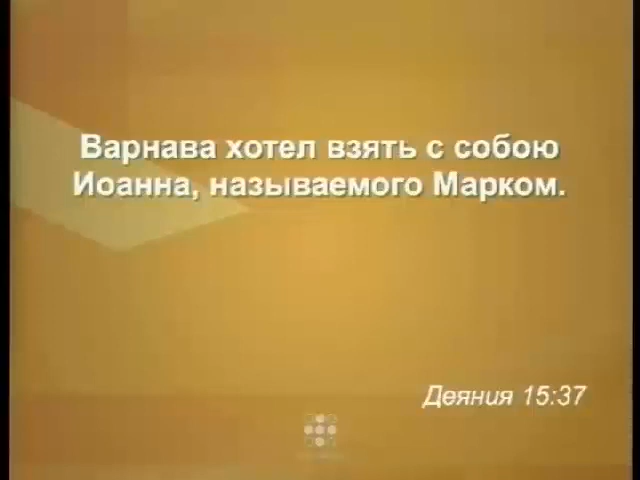 Варнава хотел взять с собою
Иоанна, называемого Марком.
Деяния 15:37